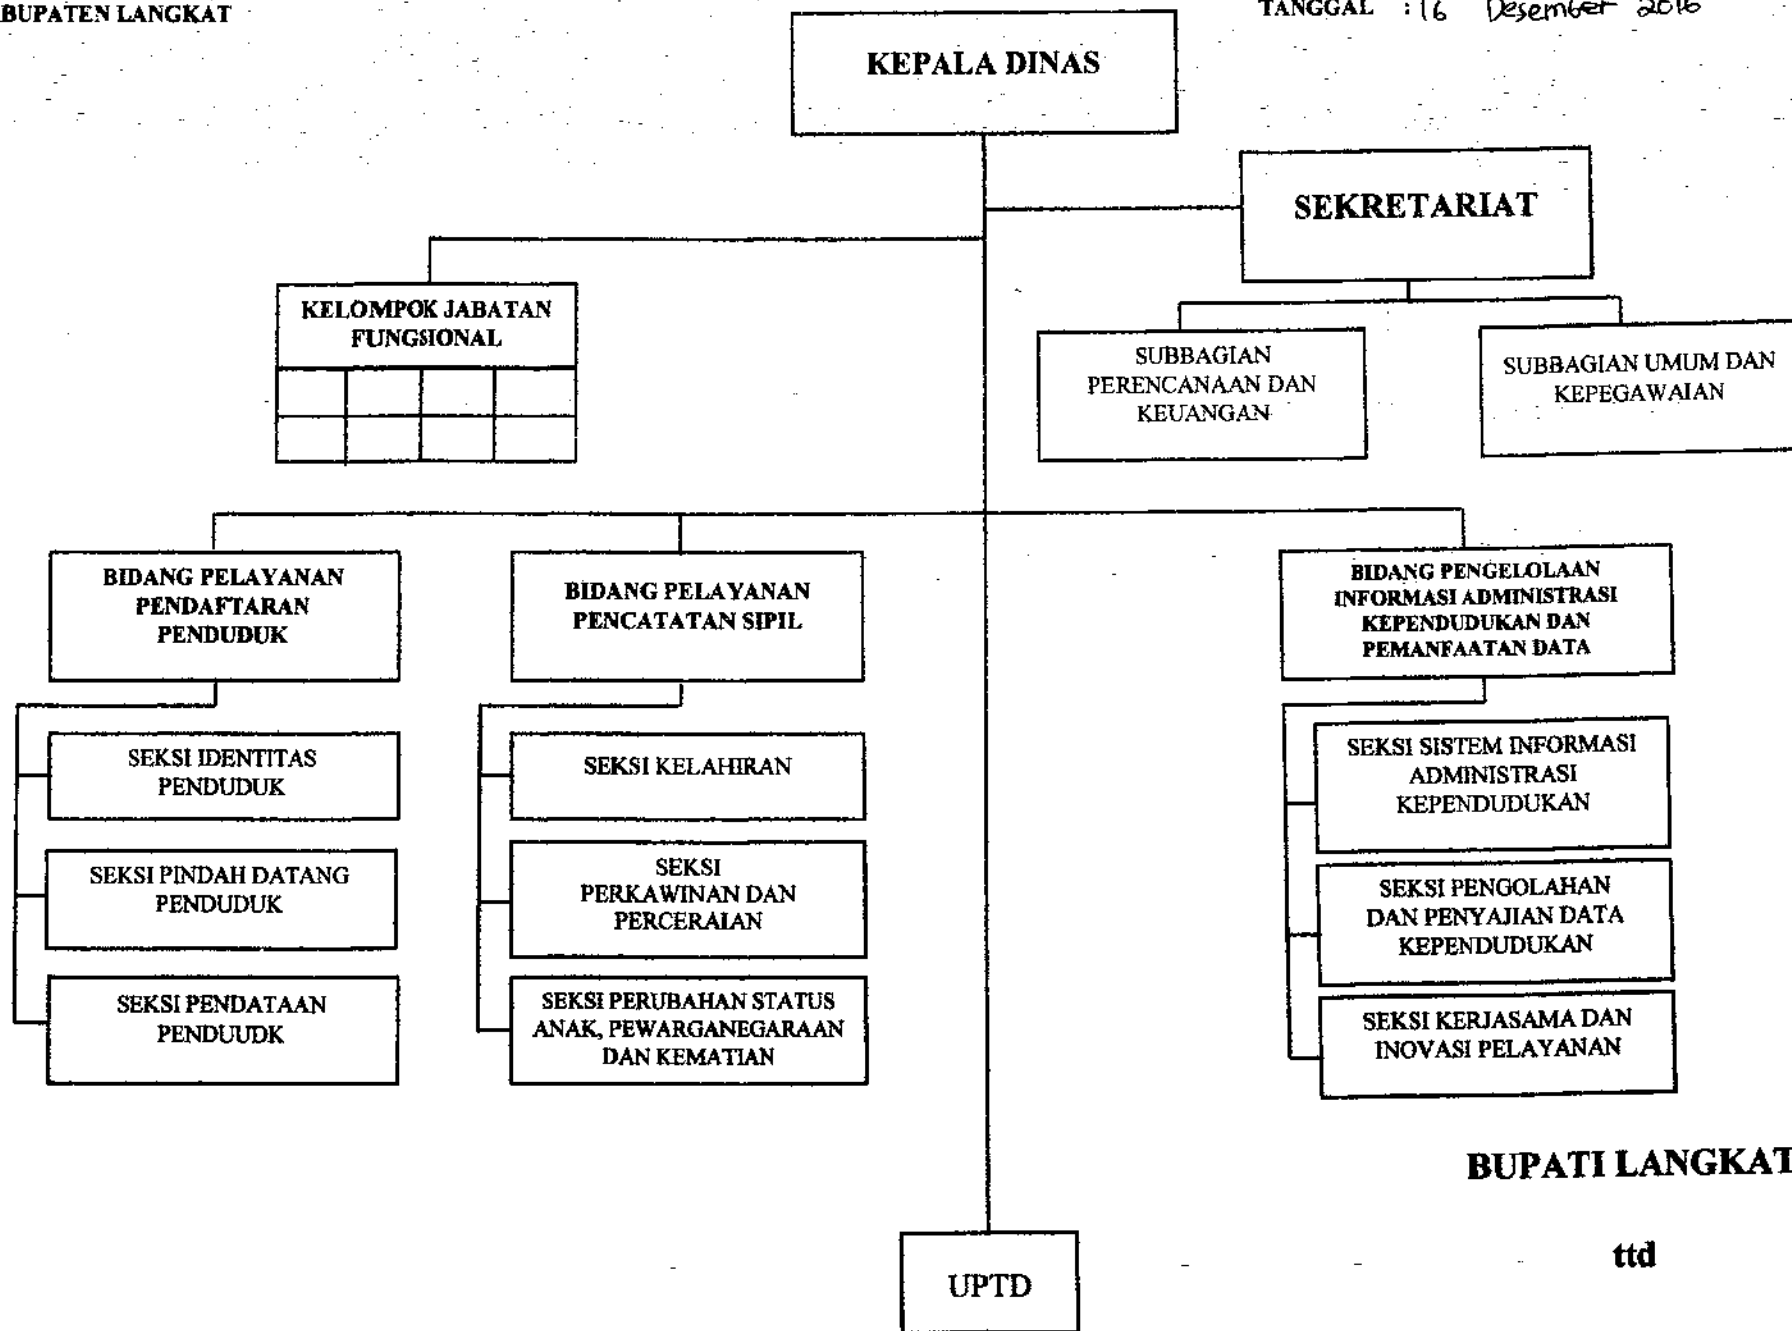 BUPATEN LANGKAT
TANGGAL : 16 Desember 2016
KEPALA DINAS
SEKRETARIAT
KELOMPOK JABATAN
FUNGSIONAL
SUBBAGIAN
PERENCANAAN DAN
KEUANGAN
SUBBAGIAN UMUM DAN
KEPEGAWAIAN
BIDANG PELAYANAN
PENDAFTARAN
PENDUDUK
BIDANG PELAYANAN
PENCATATAN SIPIL
BIDANG PENGELOLAAN
INFORMASI ADMINISTRASI
KEPENDUDUKAN DAN
PEMANFAATAN DATA
SEKSI IDENTITAS
PENDUDUK
SEKSI KELAHIRAN
SEKSI SISTEM INFORMASI
ADMINISTRASI
KEPENDUDUKAN
SEKSI PINDAH DATANG
PENDUDUK
SEKSI
PERKAWINAN DAN
PERCERAIAN
SEKSI PENGOLAHAN
DAN PENYAJIAN DATA
KEPENDUDUKAN
SEKSI PENDATAAN
PENDUUDK
SEKSI PERUBAHAN STATUS
ANAK, PEWARGANEGARAAN
DAN KEMATIAN
SEKSI KERJASAMA DAN
INOVASI PELAYANAN
BUPATI LANGKAT
ttd
UPTD